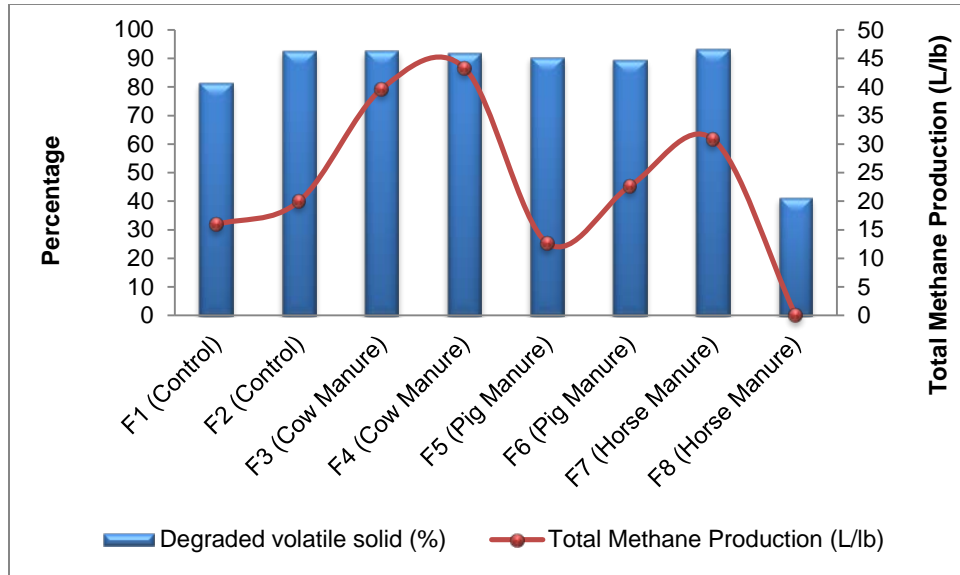 100
90
80
70
60
50
40
30
20
10
0
Percentage
50
45
40
35
30
25
20
15
10
5
0
Total Methane Production (L/lb)
F1 (Control)
F2 (Control)
F3 (Cow Manure)
F4 (Cow Manure)
F5 (Pig Manure)
F6 (Pig Manure)
F7 (Horse Manure)
F8 (Horse Manure)
Degraded volatile solid (%)
Total Methane Production (L/lb)